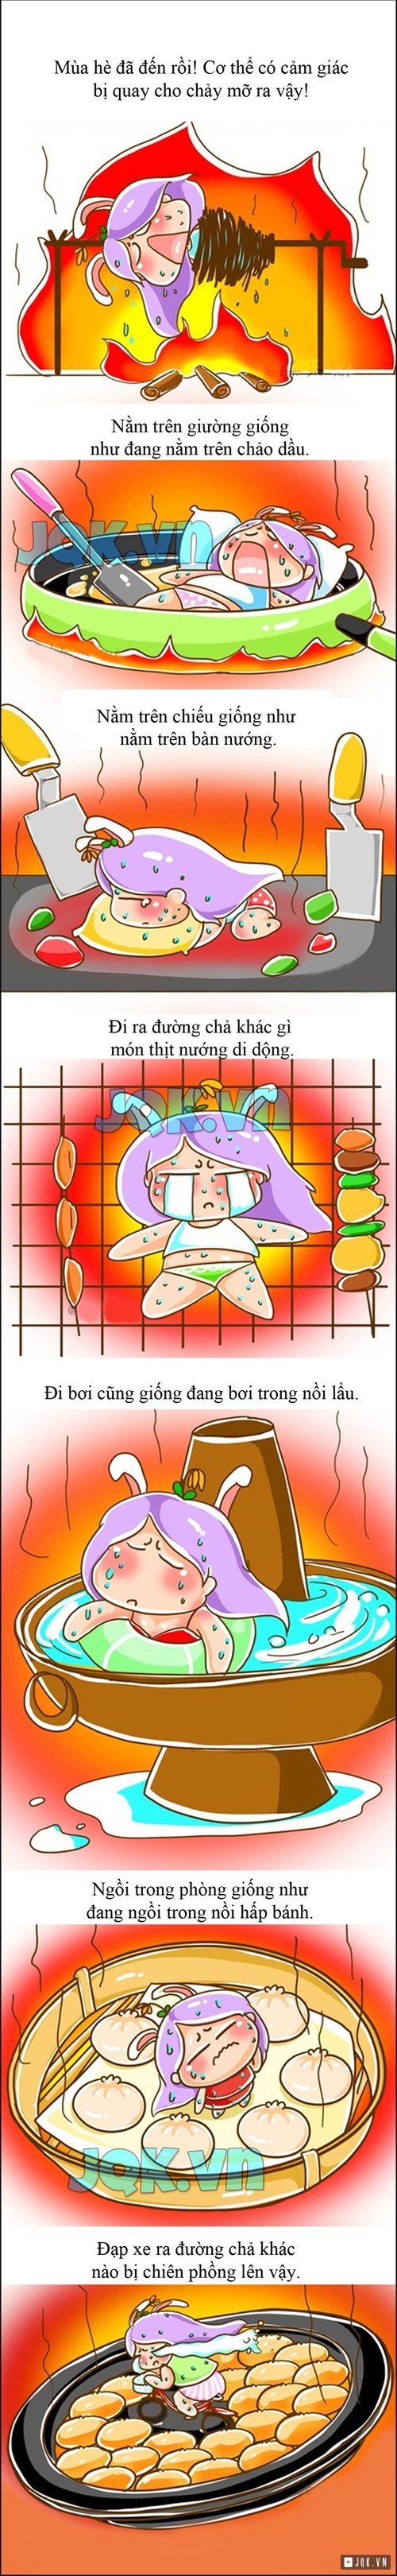 Mùa hè đã đến rồi! Cơ thể có cảm giác
bị quay cho chảy mỡ ra vậy!
Nằm trên giường giống
như đang nằm trên chảo dầu.
JQK.vn
Nằm trên chiếu giống như
nằm trên bàn nướng.
Đi ra đường chả khác gì
món thịt nướng di dộng.
JQK.vn
Đi bơi cũng giống đang bơi trong nồi lẩu.
Ngồi trong phòng giống như
đang ngồi trong nồi hấp bánh.
JQK.vn
Đạp xe ra đường chả khác
nào bị chiên phồng lên vậy.
JQK.VN